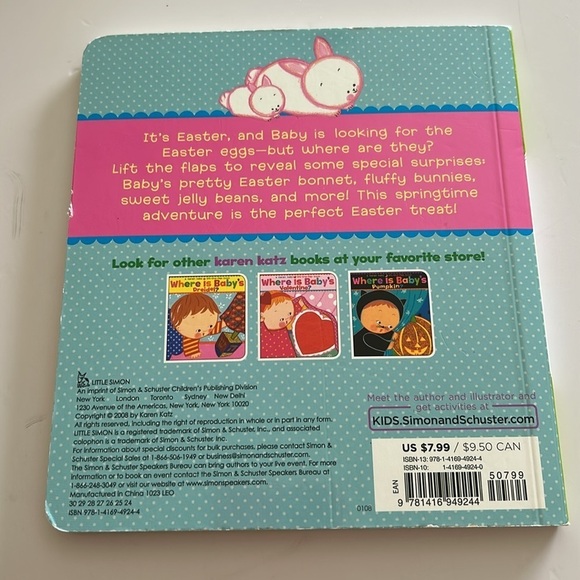 It's Easter, and Baby is looking for the
Easter eggs—but where are they?
Lift the flaps to reveal some special surprises:
Baby's pretty Easter bonnet, fluffy bunnies,
sweet jelly beans, and more! This springtime
adventure is the perfect Easter treat!
Look for other karen katz books at your favorite store!
Where is Baby's
Dreidel?
Where is Baby's
Valentine?
Where is Baby's
Pumpkin?
LITTLE SIMON
An imprint of Simon & Schuster Children's Publishing Division
New York London Toronto Sydney New Delhi
1230 Avenue of the Americas, New York, New York 10020
Copyright © 2008 by Karen Katz
All rights reserved, including the right of reproduction in whole or in part in any form.
LITTLE SIMON is a registered trademark of Simon & Schuster, Inc., and associated
colophon is a trademark of Simon & Schuster, Inc
For information about special discounts for bulk purchases, please contact Simon &
Schuster Special Sales at 1-866-506-1949 or business@simonandschuster.com.
The Simon & Schuster Speakers Bureau can bring authors to your live event. For more
information or to book an event contact the Simon & Schuster Speakers Bureau at
1-866-248-3049 or visit our website at www.simonspeakers.com.
Manufactured in China 1023 LEO
30 29 28 27 26 25 24
ISBN 978-1-4169-4924-4
Meet the author and illustrator and
get activities at
KIDS.SimonandSchuster.com
US $7.99 / $9.50 CAN
ISBN-13: 978-1-4169-4924-4
ISBN-10: 1-4169-4924-0
50799
EAN
9 781416 949244
0108